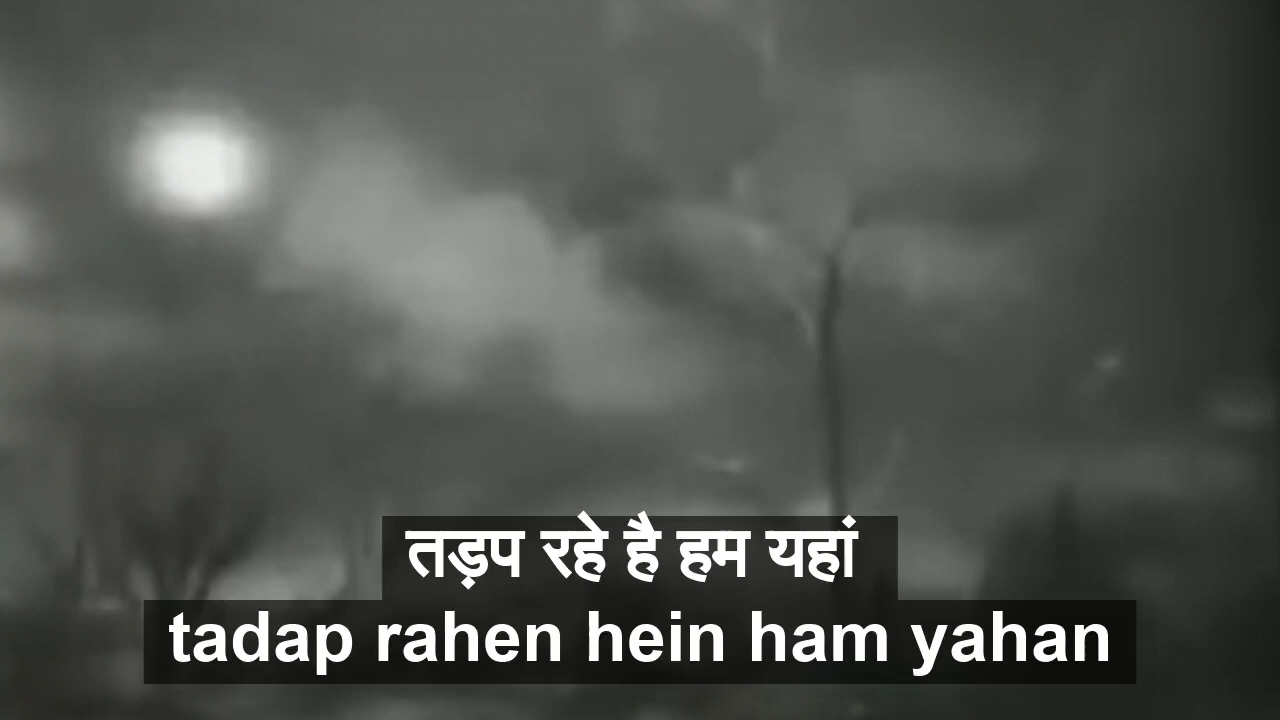 तड़प रहे है हम यहां
tadap rahen hein ham yahan